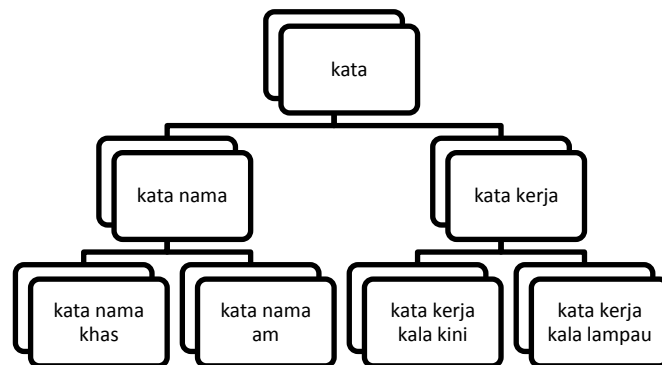 kata
kata nama
kata kerja
kata nama
khas
kata nama
am
kata kerja
kala kini
kata kerja
kala lampau